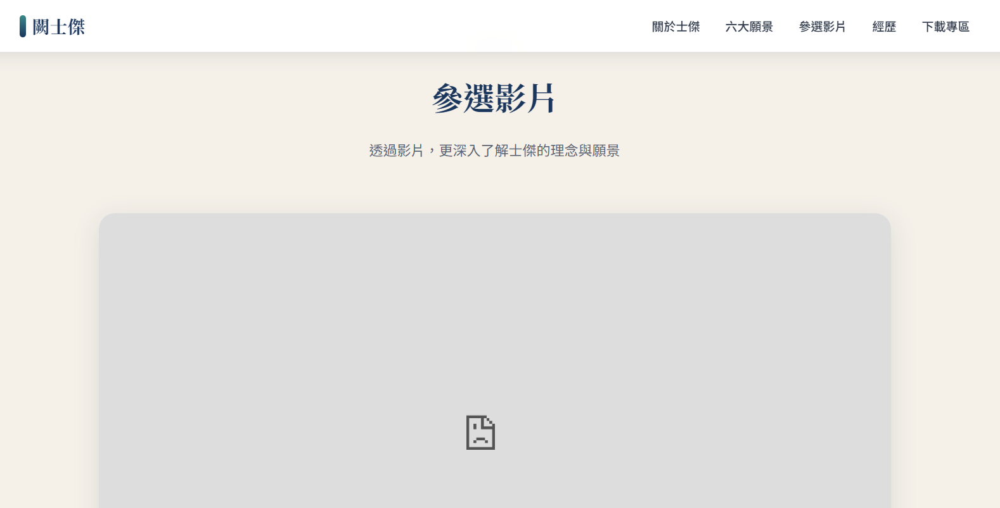 闕士傑
關於士傑
六大願景
參選影片
經歷
下載專區
參選影片
透過影片，更深入了解士傑的理念與願景